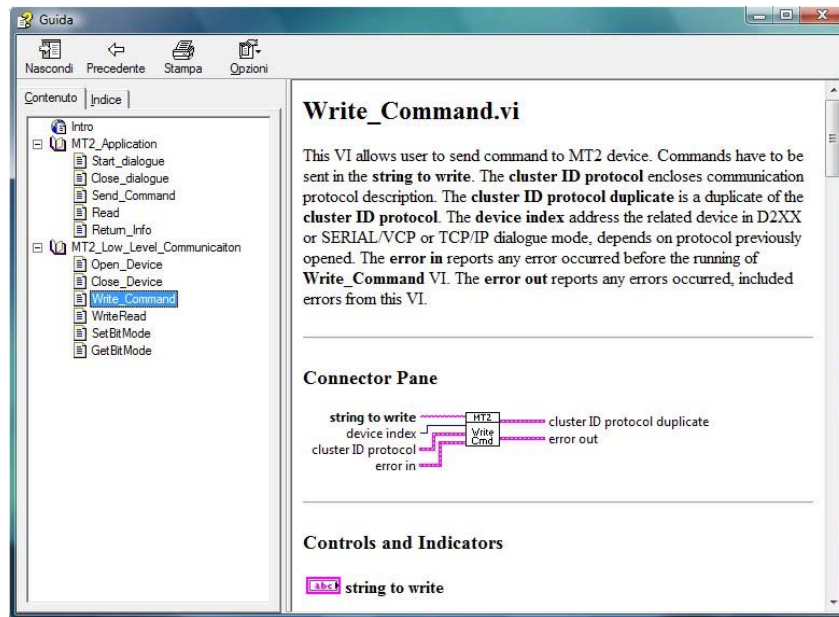 Guida
Nascondi Precedente Stampa Opzioni
Contenuto Indice
Intro
MT2_Application
Start_dialogue
Close_dialogue
Send_Command
Read
Return_Info
MT2_Low_Level_Communicaiton
Open_Device
Close_Device
Write_Command
WriteRead
SetBitMode
GetBitMode
Write_Command.vi
This VI allows user to send command to MT2 device. Commands have to be
sent in the string to write. The cluster ID protocol encloses communication
protocol description. The cluster ID protocol duplicate is a duplicate of the
cluster ID protocol. The device index address the related device in D2XX
or SERIAL/VCP or TCP/IP dialogue mode, depends on protocol previously
opened. The error in reports any error occurred before the running of
Write_Command VI. The error out reports any errors occurred, included
errors from this VI.
Connector Pane
string to write
device index
cluster ID protocol
error in
MT2
Write
Cmd
cluster ID protocol duplicate
error out
Controls and Indicators
abc string to write